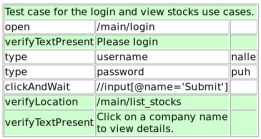 Test case for the login and view stocks use cases.
open /main/login
verifyTextPresent Please login
type username nalle
type password puh
clickAndWait //input[@name='Submit']
verifyLocation /main/list_stocks
verifyTextPresent Click on a company name
to view details.